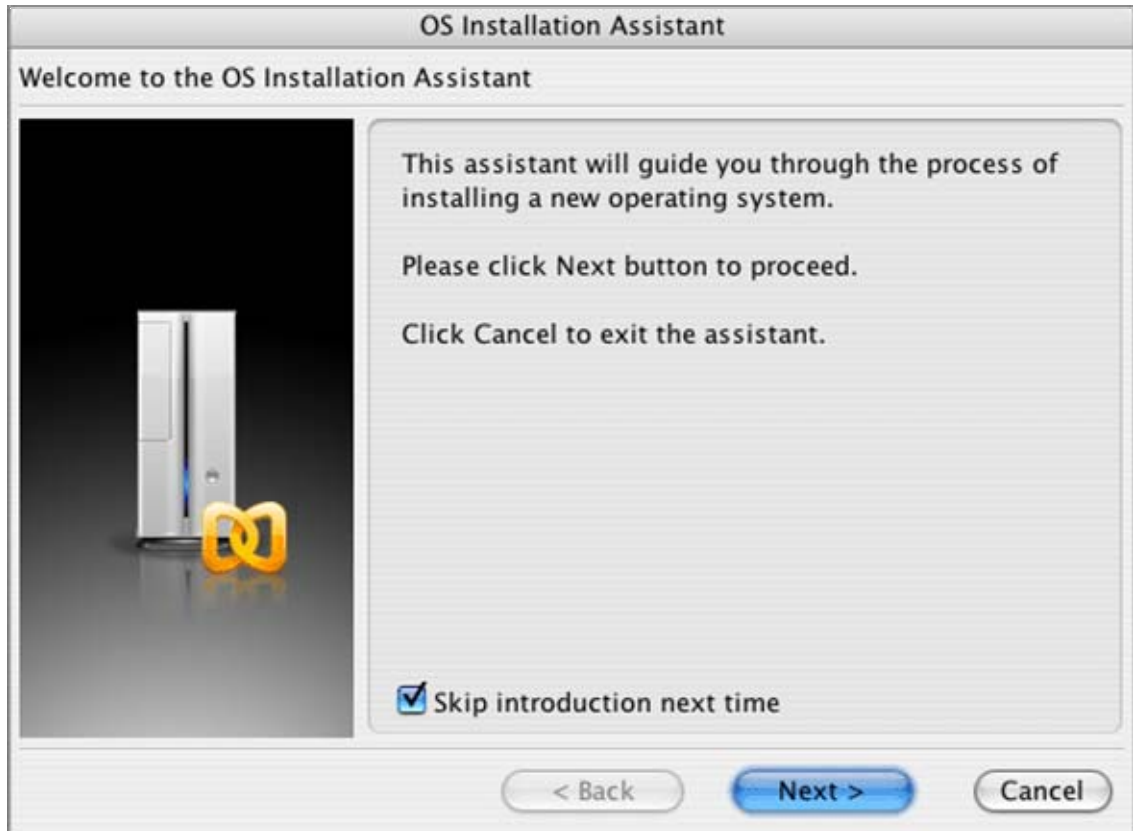 OS Installation Assistant
Welcome to the OS Installation Assistant
This assistant will guide you through the process of
installing a new operating system.
Please click Next button to proceed.
Click Cancel to exit the assistant.
Skip introduction next time
< Back
Next >
Cancel